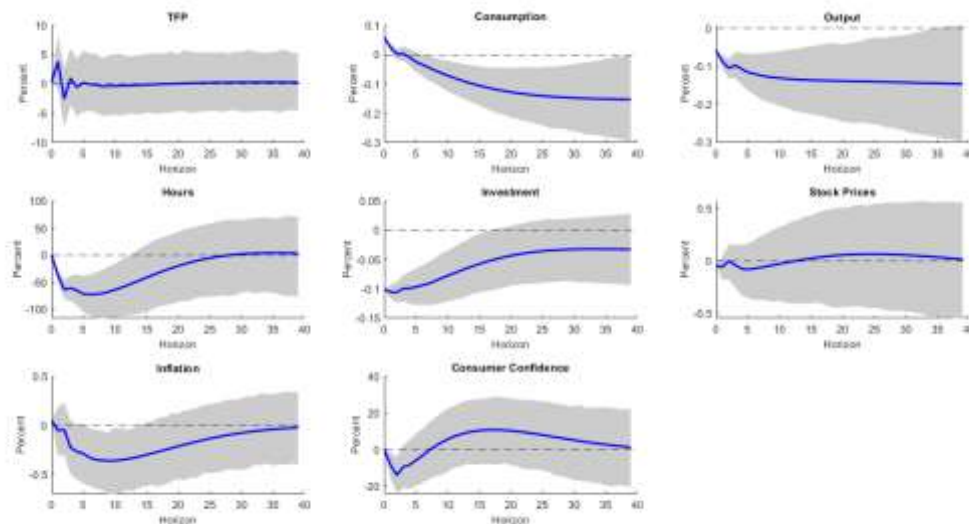 TFP
Consumption
Output
10
5
0
-5
-10
Percent
0 5 10 15 20 25 30 35 40
Horizon
0.1
0
-0.1
-0.2
-0.3
Percent
0 5 10 15 20 25 30 35 40
Horizon
0
-0.1
-0.2
-0.3
Percent
0 5 10 15 20 25 30 35 40
Horizon
Hours
Investment
Stock Prices
100
50
0
-50
-100
Percent
0 5 10 15 20 25 30 35 40
Horizon
0.05
0
-0.05
-0.1
-0.15
Percent
0 5 10 15 20 25 30 35 40
Horizon
0.5
0
-0.5
Percent
0 5 10 15 20 25 30 35 40
Horizon
Inflation
Consumer Confidence
0.5
0
-0.5
Percent
0 5 10 15 20 25 30 35 40
Horizon
40
20
0
-20
Percent
0 5 10 15 20 25 30 35 40
Horizon